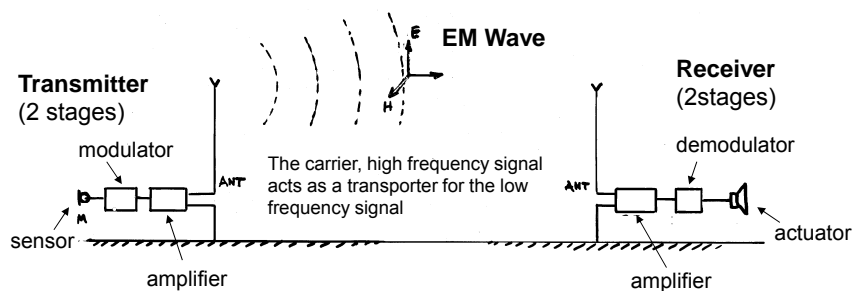 EM Wave
E
H
Transmitter
(2 stages)
Receiver
(2stages)
modulator
demodulator
ANT
The carrier, high frequency signal
acts as a transporter for the low
frequency signal
ANT
M
sensor
actuator
amplifier
amplifier